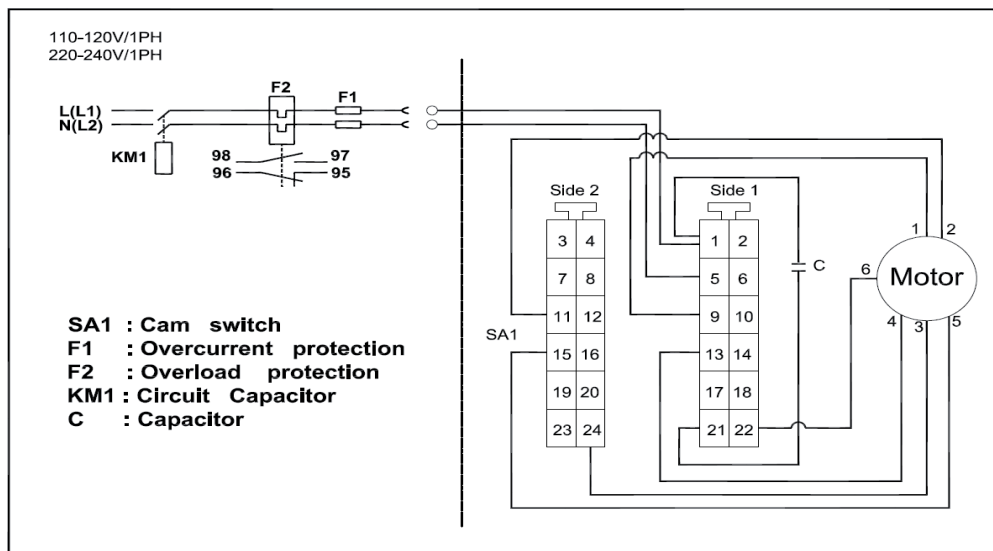 110-120V/1PH
220-240V/1PH
F2
F1
L(L1)
N(L2)
KM1
98 97
96 95
Side 2
Side 1
1 2
3 4
1 2
C
6
Motor
7 8
5 6
11 12
9 10
4 3 5
SA1
15 16
13 14
19 20
17 18
23 24
21 22
SA1 : Cam switch
F1 : Overcurrent protection
F2 : Overload protection
KM1 : Circuit Capacitor
C : Capacitor